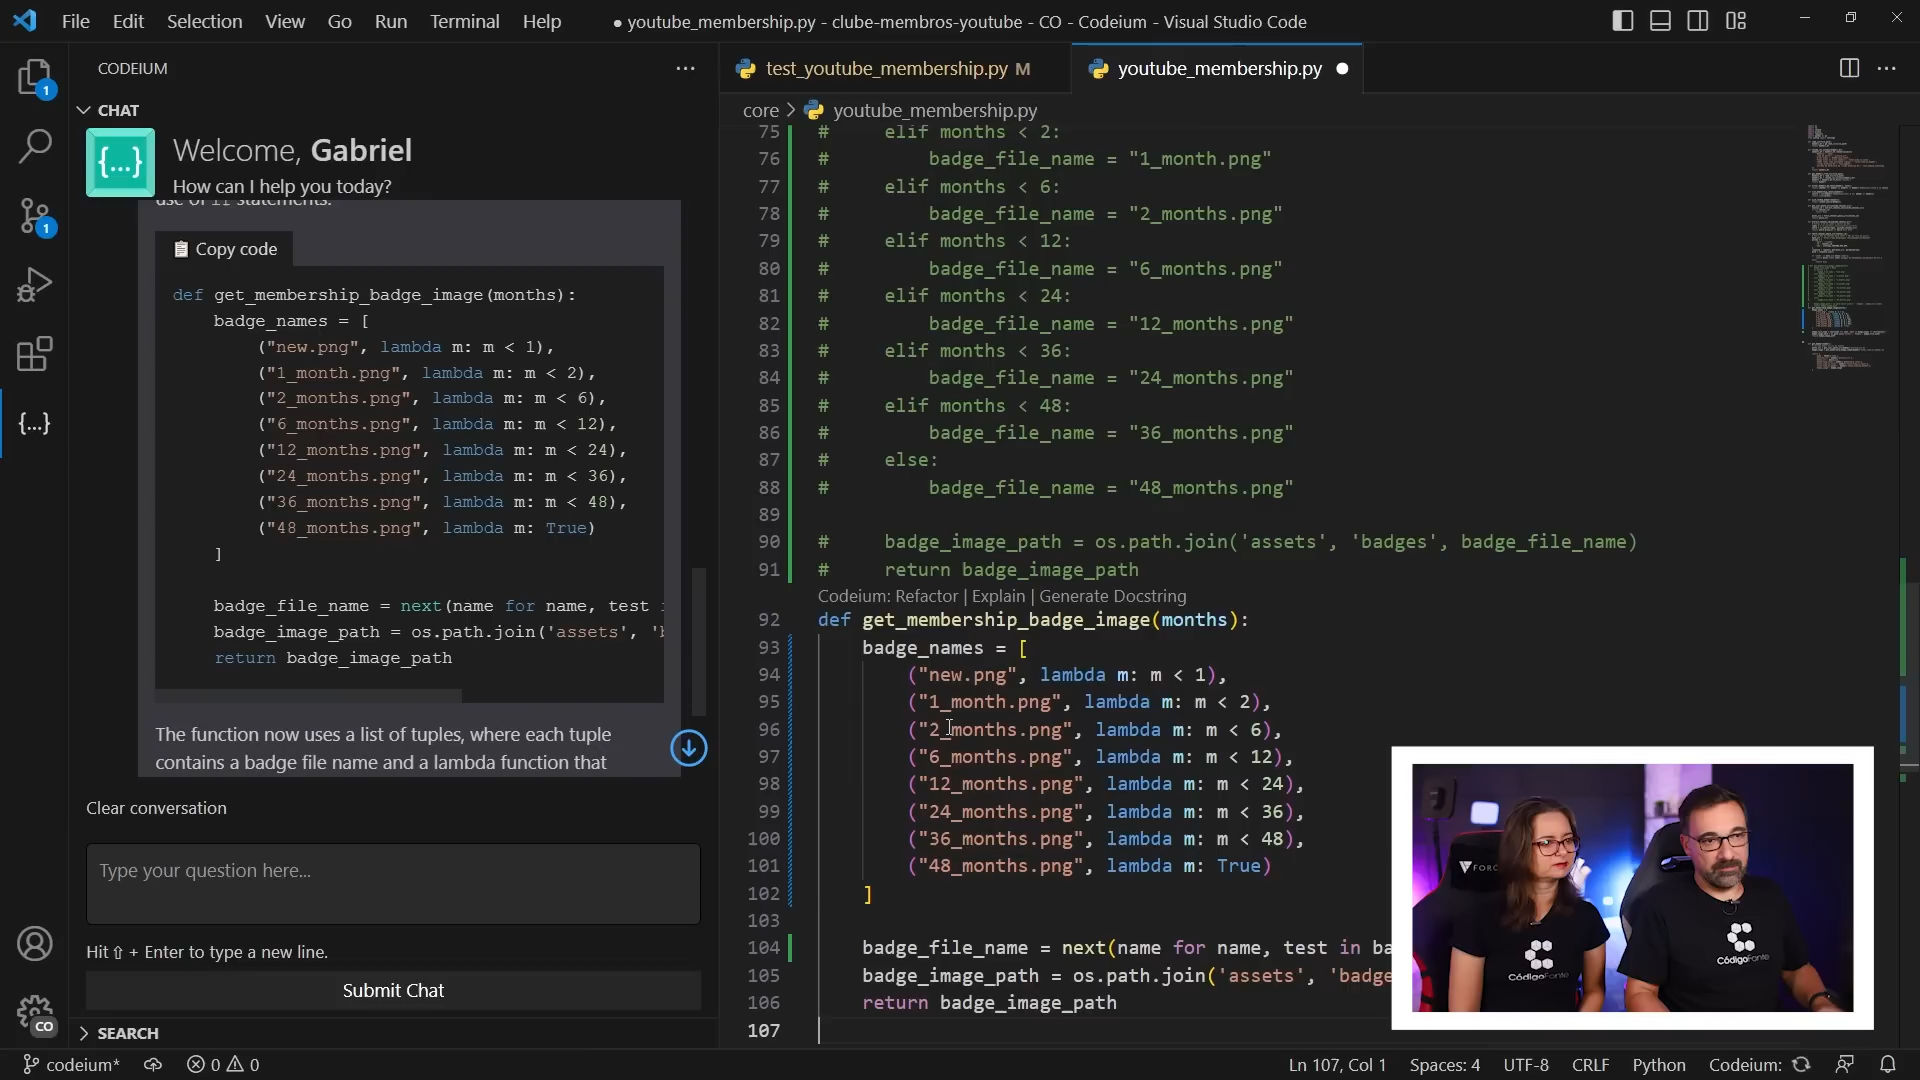 File Edit Selection View Go Run Terminal Help
● youtube_membership.py - clube-membros-youtube - CO - Codeium - Visual Studio Code
CODEIUM
CHAT
{...}
Welcome, Gabriel
How can I help you today?
use of if statements.
Copy code
def get_membership_badge_image(months):
badge_names = [
("new.png", lambda m: m < 1),
("1_month.png", lambda m: m < 2),
("2_months.png", lambda m: m < 6),
("6_months.png", lambda m: m < 12),
("12_months.png", lambda m: m < 24),
("24_months.png", lambda m: m < 36),
("36_months.png", lambda m: m < 48),
("48_months.png", lambda m: True)
]
badge_file_name = next(name for name, test
badge_image_path = os.path.join('assets', 'b
return badge_image_path
The function now uses a list of tuples, where each tuple
contains a badge file name and a lambda function that
Clear conversation
Type your question here...
Hit ⇧ + Enter to type a new line.
Submit Chat
SEARCH
1
1
{...}
CO
test_youtube_membership.py M
youtube_membership.py ●
core > youtube_membership.py
75 # elif months < 2:
76 # badge_file_name = "1_month.png"
77 # elif months < 6:
78 # badge_file_name = "2_months.png"
79 # elif months < 12:
80 # badge_file_name = "6_months.png"
81 # elif months < 24:
82 # badge_file_name = "12_months.png"
83 # elif months < 36:
84 # badge_file_name = "24_months.png"
85 # elif months < 48:
86 # badge_file_name = "36_months.png"
87 # else:
88 # badge_file_name = "48_months.png"
89
90 # badge_image_path = os.path.join('assets', 'badges', badge_file_name)
91 # return badge_image_path
Codeium: Refactor | Explain | Generate Docstring
92 def get_membership_badge_image(months):
93 badge_names = [
94 ("new.png", lambda m: m < 1),
95 ("1_month.png", lambda m: m < 2),
96 ("2_months.png", lambda m: m < 6),
97 ("6_months.png", lambda m: m < 12),
98 ("12_months.png", lambda m: m < 24),
99 ("24_months.png", lambda m: m < 36),
100 ("36_months.png", lambda m: m < 48),
101 ("48_months.png", lambda m: True)
102 ]
103
104 badge_file_name = next(name for name, test in ba
105 badge_image_path = os.path.join('assets', 'badge
106 return badge_image_path
107
CódigoFonte
CódigoFonte
codeium* 0 0
Ln 107, Col 1 Spaces: 4 UTF-8 CRLF Python Codeium: